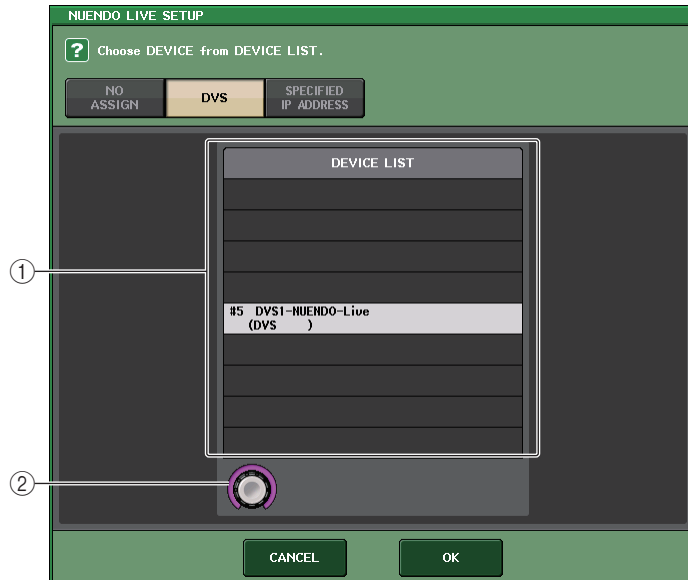 NUENDO LIVE SETUP
? Choose DEVICE from DEVICE LIST.
NO
ASSIGN
DVS
SPECIFIED
IP ADDRESS
DEVICE LIST
①
#5 DVS1-NUENDO-Live
(DVS )
②
CANCEL
OK